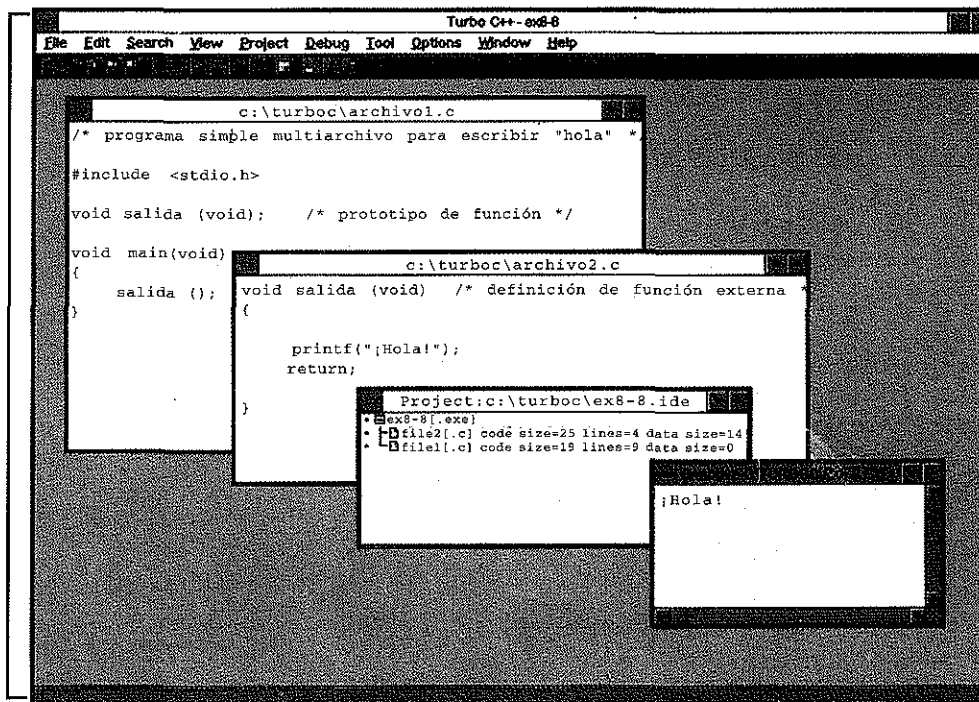 Turbo C++ - ex8-8
File Edit Search View Project Debug Tool Options Window Help
c:\turboc\archivo1.c
/* programa simple multiarchivo para escribir "hola" *
#include <stdio.h>
void salida (void); /* prototipo de función */
void main(void)
{
salida ();
}
c:\turboc\archivo2.c
void salida (void) /* definición de función externa *
{
printf("¡Hola!");
return;
}
Project:c:\turboc\ex8-8.ide
ex8-8[.exe]
file2[.c] code size=25 lines=4 data size=14
file1[.c] code size=19 lines=9 data size=0
¡Hola!